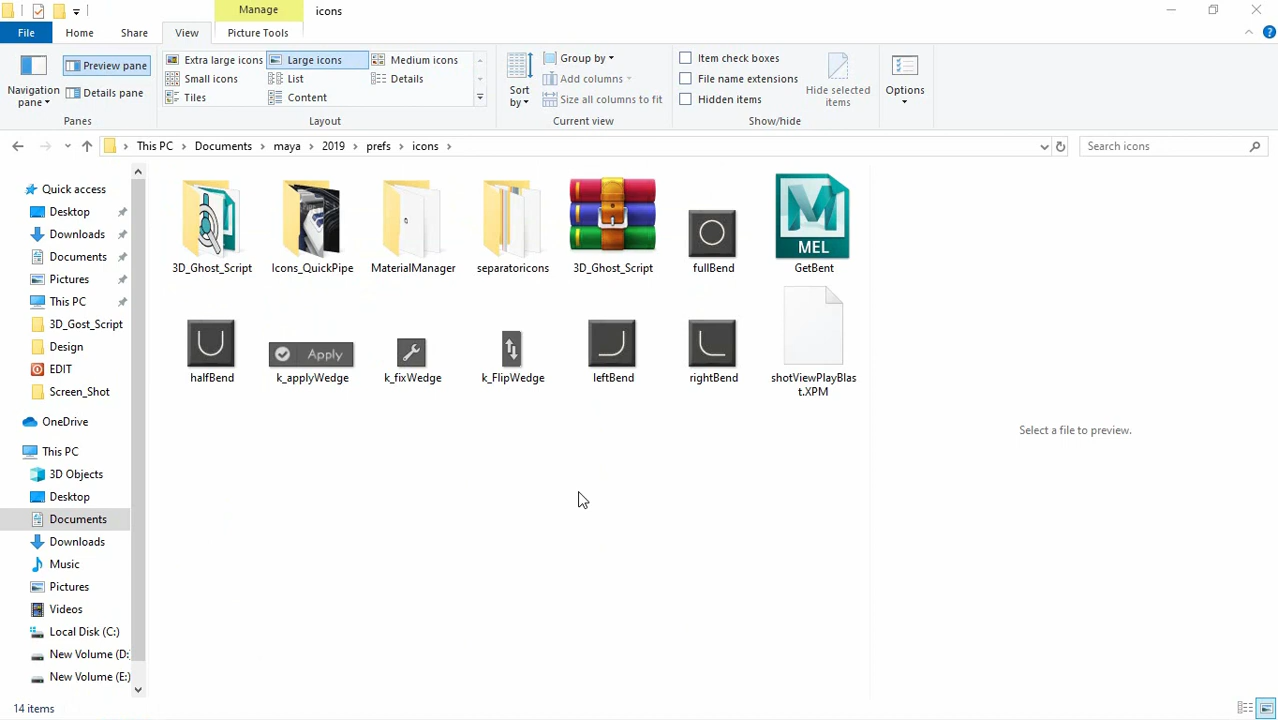 Manage
icons
File
Home
Share
View
Picture Tools
Navigation
pane
Preview pane
Details pane
Panes
Extra large icons
Large icons
Medium icons
Small icons
List
Details
Tiles
Content
Layout
Sort
by
Group by
Add columns
Size all columns to fit
Current view
Item check boxes
File name extensions
Hidden items
Hide selected
items
Show/hide
Options
This PC
Documents
maya
2019
prefs
icons
Search icons
Quick access
Desktop
Downloads
Documents
Pictures
This PC
3D_Gost_Script
Design
EDIT
Screen_Shot
OneDrive
This PC
3D Objects
Desktop
Documents
Downloads
Music
Pictures
Videos
Local Disk (C:)
New Volume (D:
New Volume (E:)
3D_Ghost_Script
Icons_QuickPipe
MaterialManager
separatoricons
3D_Ghost_Script
fullBend
M
MEL
GetBent
halfBend
Apply
k_applyWedge
k_fixWedge
k_FlipWedge
leftBend
rightBend
shotViewPlayBlas
t.XPM
Select a file to preview.
14 items